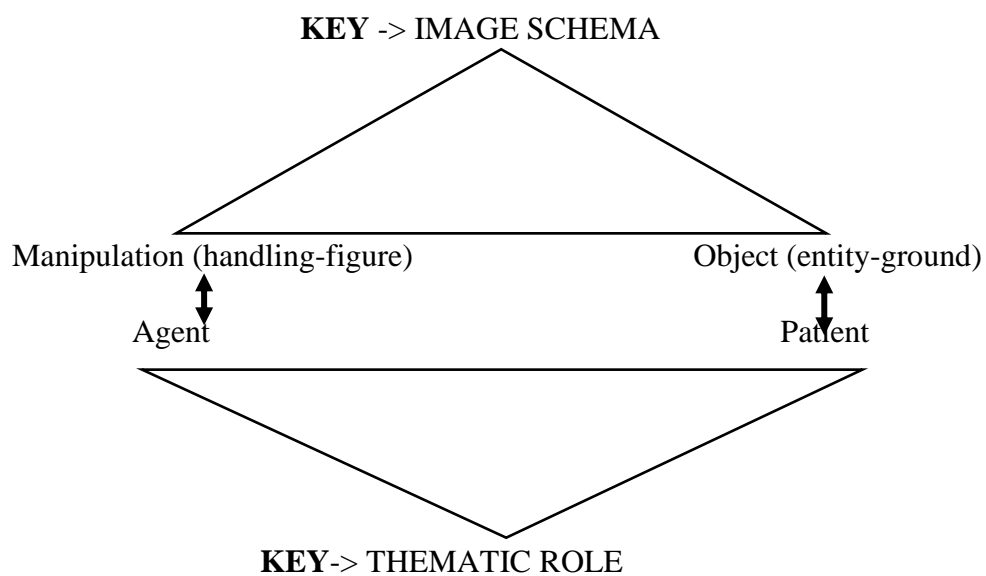 KEY -> IMAGE SCHEMA
Manipulation (handling-figure) Object (entity-ground)
Agent Patient
KEY-> THEMATIC ROLE